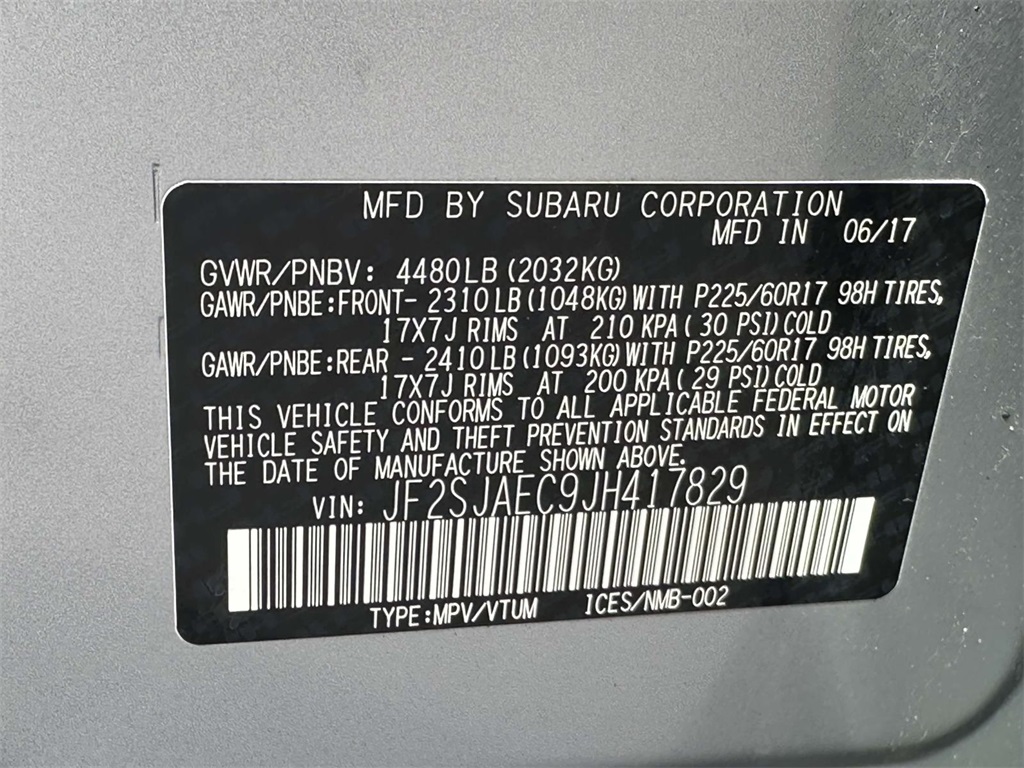 MFD BY SUBARU CORPORATION
MFD IN 06/17
GVWR/PNBV: 4480LB (2032KG)
GAWR/PNBE:FRONT- 2310LB (1048KG) WITH P225/60R17 98H TIRES,
17X7J RIMS AT 210 KPA( 30 PSI)COLD
GAWR/PNBE:REAR - 2410LB (1093KG) WITH P225/60R17 98H TIRES,
17X7J RIMS AT 200 KPA( 29 PSI)COLD
THIS VEHICLE CONFORMS TO ALL APPLICABLE FEDERAL MOTOR
VEHICLE SAFETY AND THEFT PREVENTION STANDARDS IN EFFECT ON
THE DATE OF MANUFACTURE SHOWN ABOVE.
VIN: JF2SJAEC9JH417829
TYPE:MPV/VTUM ICES/NMB-002